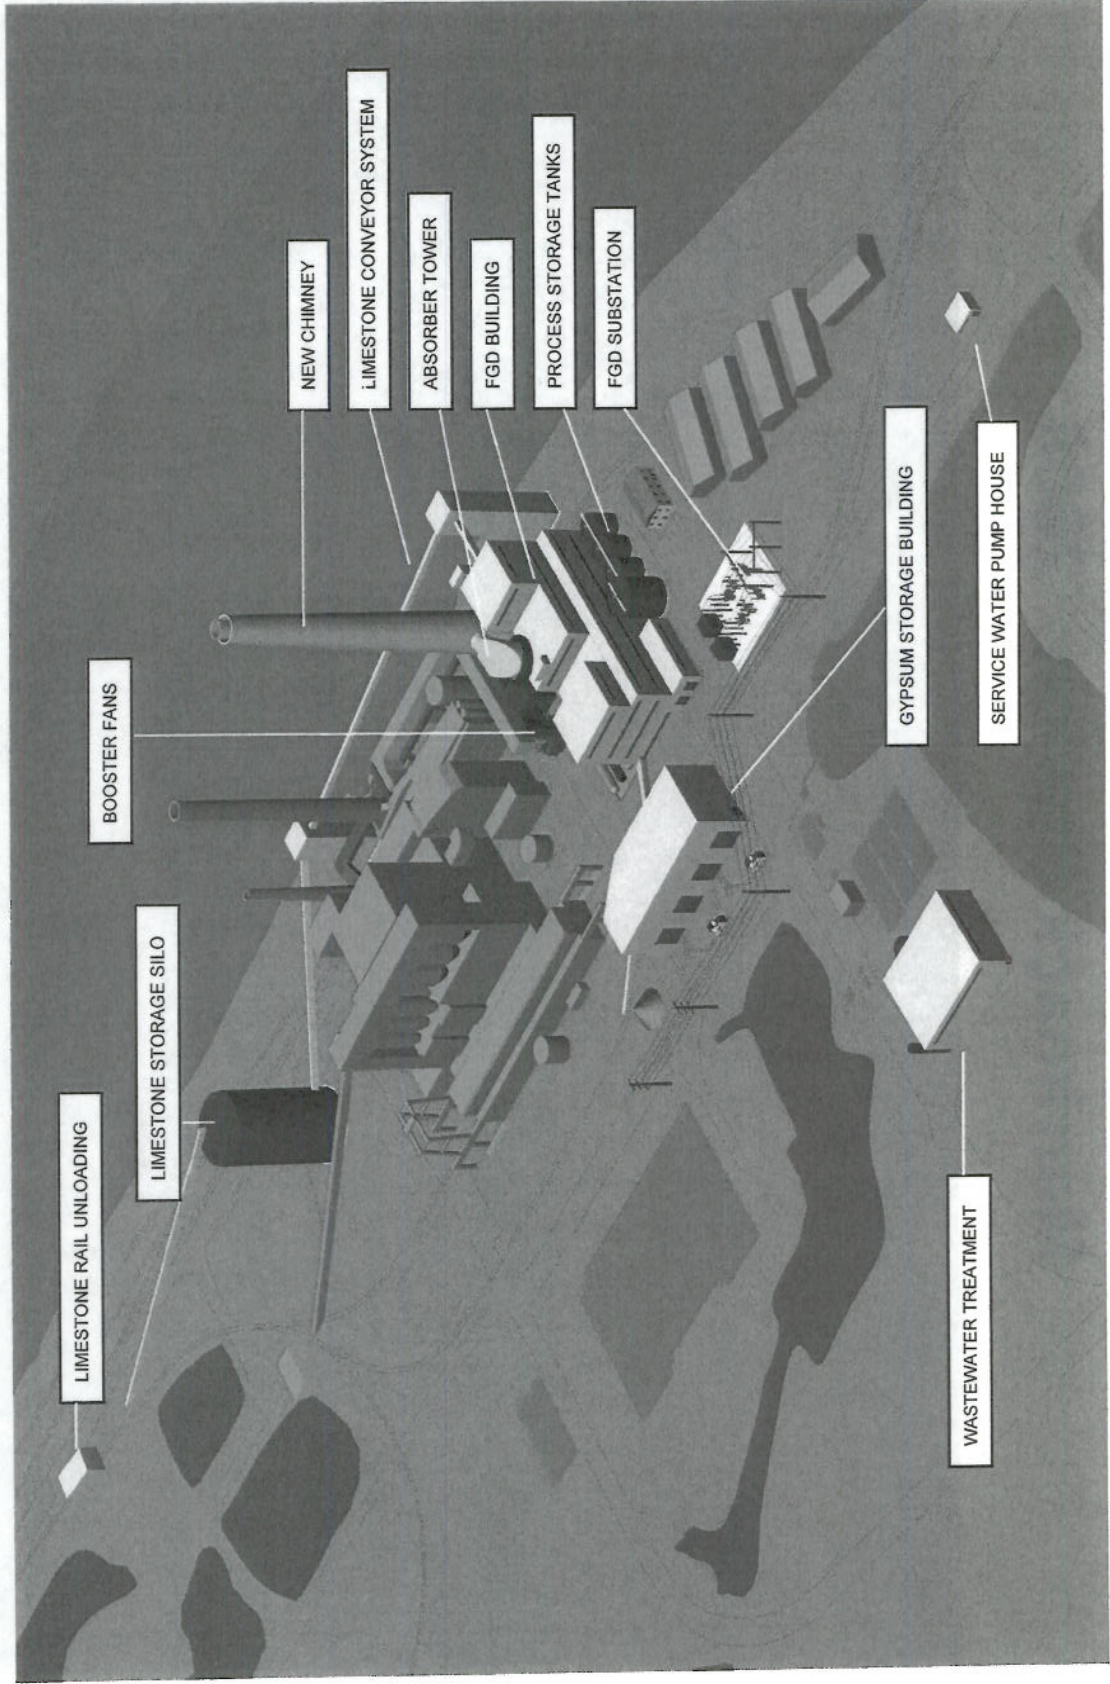 LIMESTONE RAIL UNLOADING
LIMESTONE STORAGE SILO
BOOSTER FANS
NEW CHIMNEY
LIMESTONE CONVEYOR SYSTEM
ABSORBER TOWER
FGD BUILDING
PROCESS STORAGE TANKS
FGD SUBSTATION
GYPSUM STORAGE BUILDING
SERVICE WATER PUMP HOUSE
WASTEWATER TREATMENT